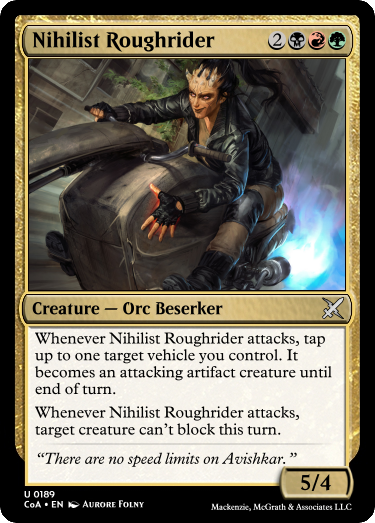 Nihilist Roughrider 2
Creature — Orc Beserker
Whenever Nihilist Roughrider attacks, tap
up to one target vehicle you control. It
becomes an attacking artifact creature until
end of turn.
Whenever Nihilist Roughrider attacks,
target creature can't block this turn.
“There are no speed limits on Avishkar.”
5/4
U 0189
CoA • EN Aurore Folny
Mackenzie, McGrath & Associates LLC